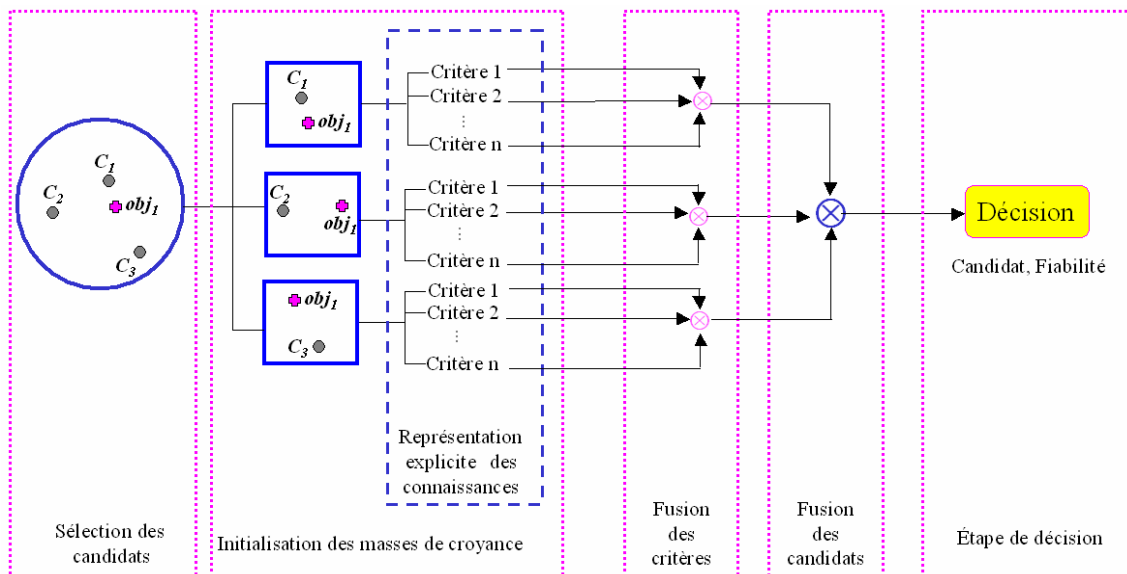 C1
C2
obj1
C3
C1
obj1
C2
obj1
obj1
C3
Critère 1
Critère 2
...
Critère n
Critère 1
Critère 2
...
Critère n
Critère 1
Critère 2
...
Critère n
Représentation
explicite des
connaissances
Décision
Candidat, Fiabilité
Sélection des
candidats
Initialisation des masses de croyance
Fusion
des
critères
Fusion
des
candidats
Étape de décision